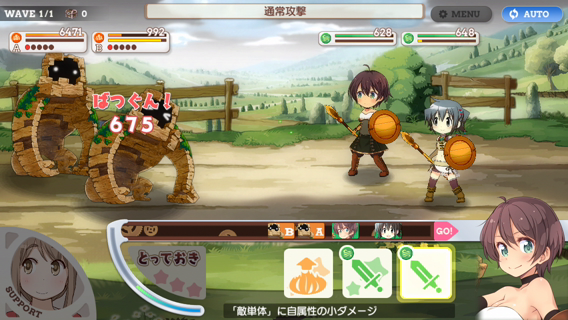 WAVE 1/1
0
通常攻撃
MENU
AUTO
6471
A
992
B
628
648
ばつぐん!
675
B
A
GO!
とっておき
SUPPORT
「敵単体」に自属性の小ダメージ